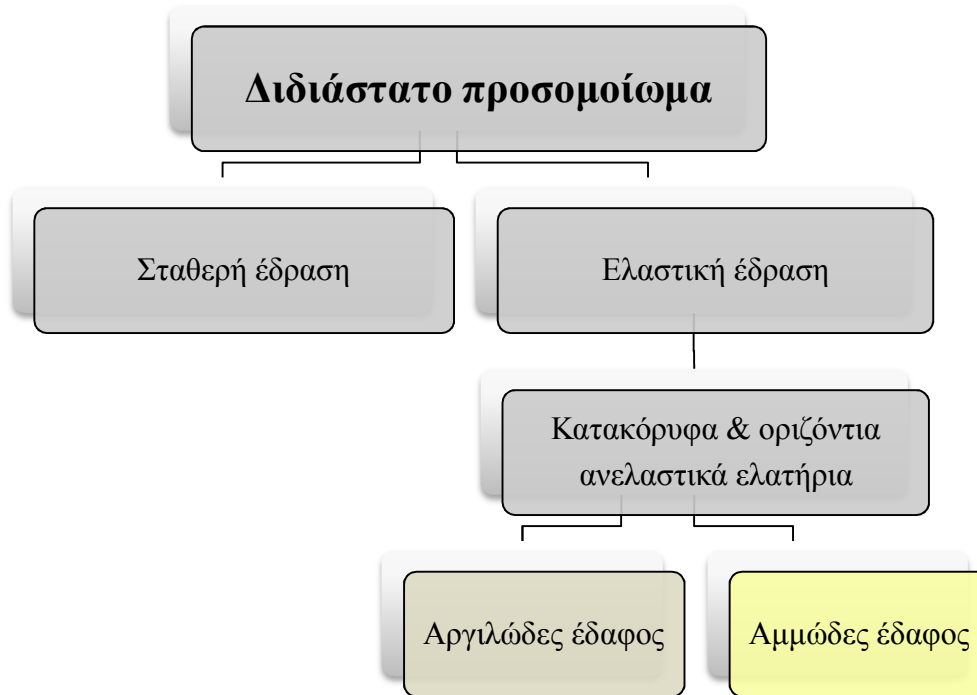 Διδιάστατο προσομοίωμα
Σταθερή έδραση
Ελαστική έδραση
Κατακόρυφα & οριζόντια
ανελαστικά ελατήρια
Αργιλώδες έδαφος
Αμμώδες έδαφος